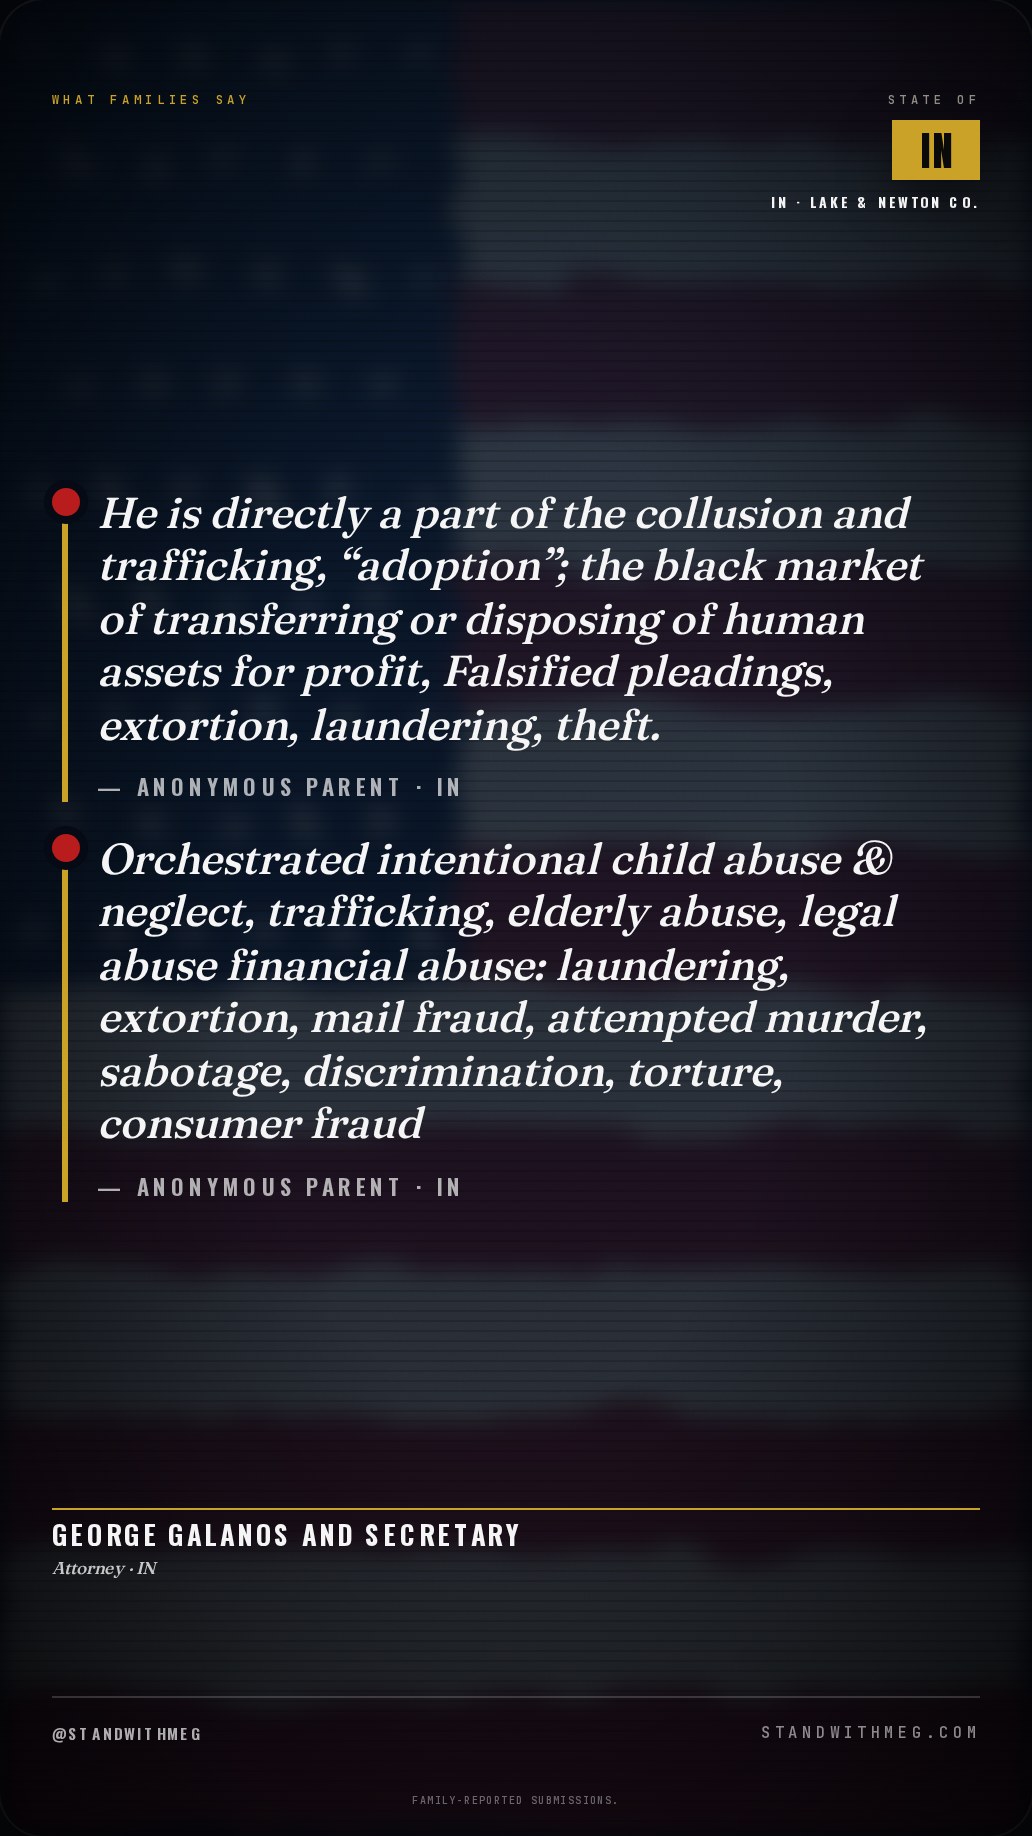 WHAT FAMILIES SAY
STATE OF
IN
IN · LAKE & NEWTON CO.
He is directly a part of the collusion and
trafficking, “adoption”; the black market
of transferring or disposing of human
assets for profit, Falsified pleadings,
extortion, laundering, theft.
— ANONYMOUS PARENT · IN
Orchestrated intentional child abuse &
neglect, trafficking, elderly abuse, legal
abuse financial abuse: laundering,
extortion, mail fraud, attempted murder,
sabotage, discrimination, torture,
consumer fraud
— ANONYMOUS PARENT · IN
GEORGE GALANOS AND SECRETARY
Attorney · IN
@STANDWITHMEG
STANDWITHMEG.COM
FAMILY-REPORTED SUBMISSIONS.